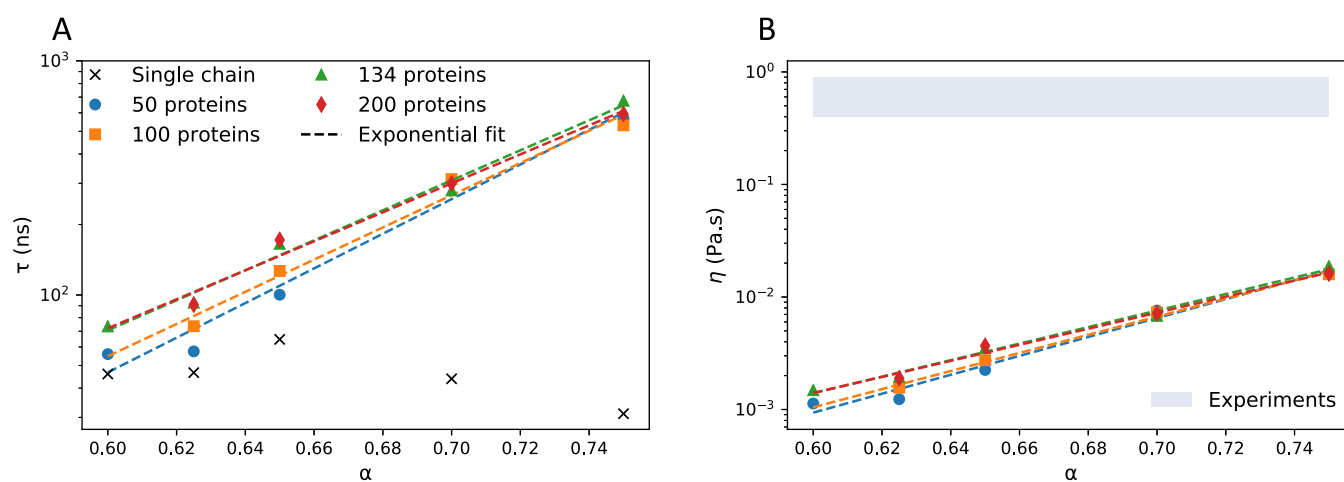 A
10³
Single chain
134 proteins
50 proteins
200 proteins
100 proteins
Exponential fit
10²
τ (ns)
0.60 0.62 0.64 0.66 0.68 0.70 0.72 0.74
α
B
10⁰
10⁻¹
10⁻²
10⁻³
η (Pa.s)
Experiments
0.60 0.62 0.64 0.66 0.68 0.70 0.72 0.74
α